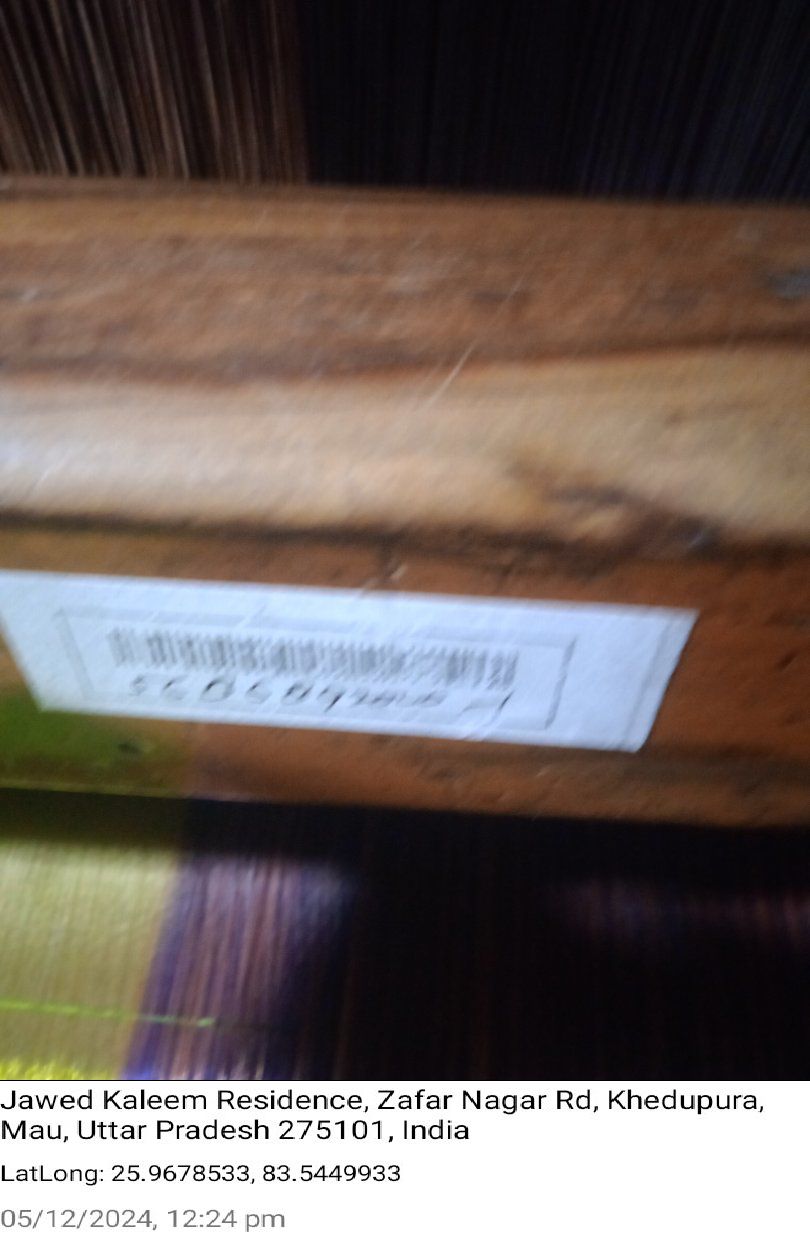 Jawed Kaleem Residence, Zafar Nagar Rd, Khedupura,
Mau, Uttar Pradesh 275101, India
LatLong: 25.9678533, 83.5449933
05/12/2024, 12:24 pm